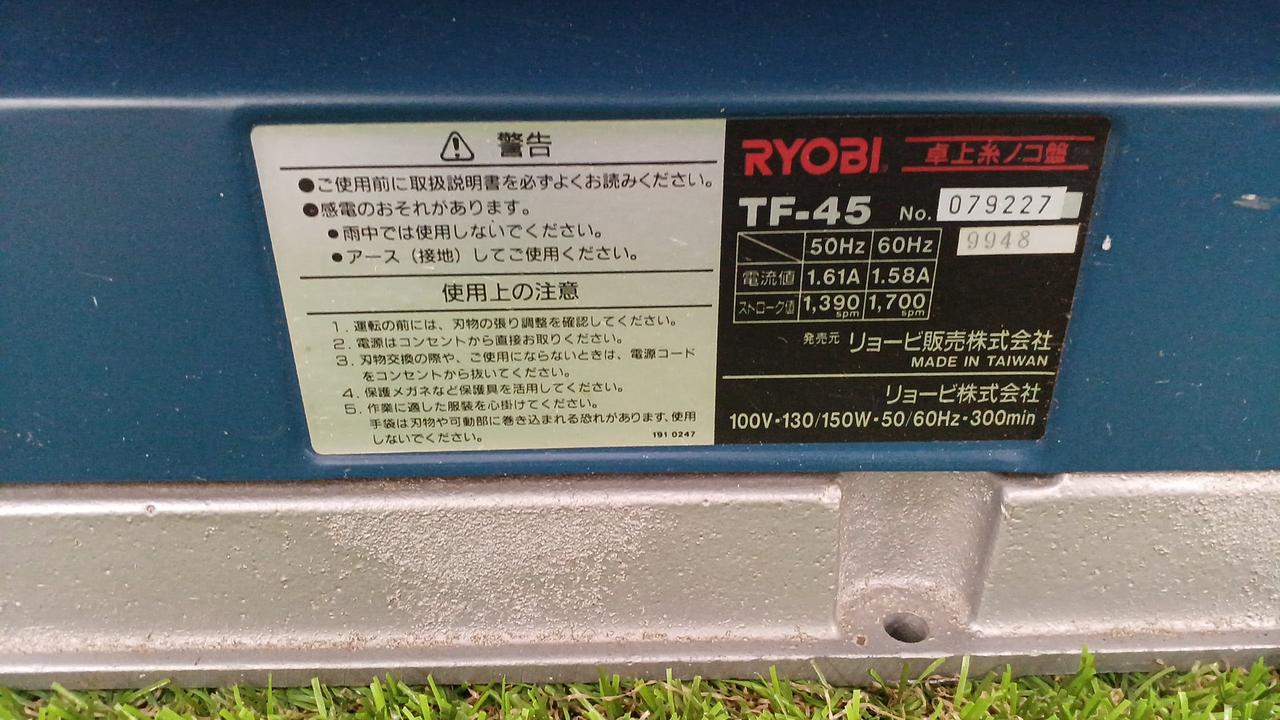 ⚠ 警告
●ご使用前に取扱説明書を必ずよくお読みください。
●感電のおそれがあります。
●雨中では使用しないでください。
●アース（接地）してご使用ください。
使用上の注意
1. 運転の前には、刃物の張り調整を確認してください。
2. 電源はコンセントから直接お取りください。
3. 刃物交換の際や、ご使用にならないときは、電源コード
をコンセントから抜いてください。
4. 保護メガネなど保護具を活用してください。
5. 作業に適した服装を心掛けてください。
手袋は刃物や可動部に巻き込まれる恐れがあります、使用
しないでください。
191 0247
RYOBI 卓上糸ノコ盤
TF-45 No. 079227
9948
50Hz 60Hz
電流値 1.61A 1.58A
ストローク値 1,390spm 1,700spm
発売元 リョービ販売株式会社
MADE IN TAIWAN
リョービ株式会社
100V・130/150W・50/60Hz・300min